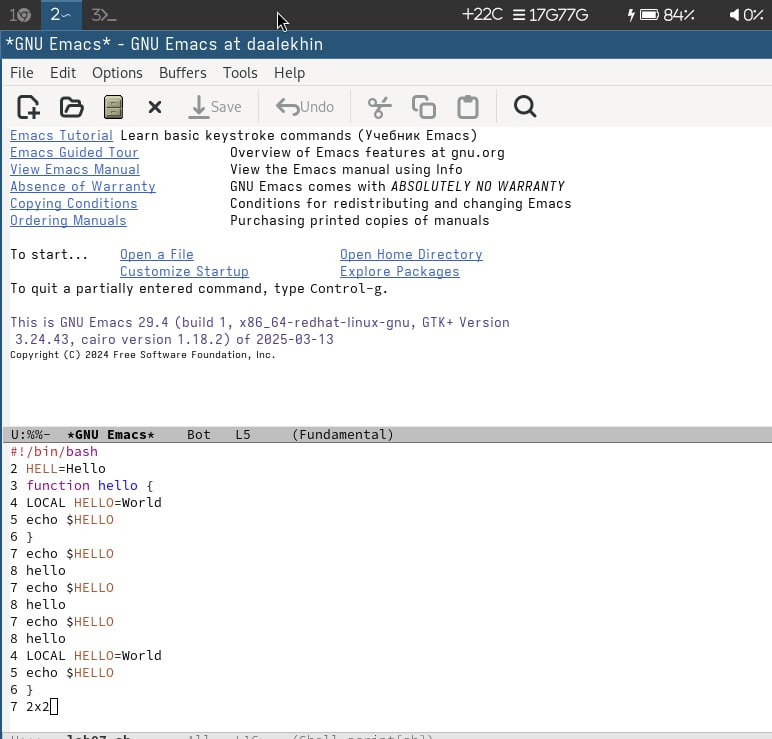 1 2 3 +22C 17G77G 84% 0%
*GNU Emacs* - GNU Emacs at daalekhin
File Edit Options Buffers Tools Help
Save Undo
Emacs Tutorial Learn basic keystroke commands (Учебник Emacs)
Emacs Guided Tour Overview of Emacs features at gnu.org
View Emacs Manual View the Emacs manual using Info
Absence of Warranty GNU Emacs comes with ABSOLUTELY NO WARRANTY
Copying Conditions Conditions for redistributing and changing Emacs
Ordering Manuals Purchasing printed copies of manuals
To start... Open a File Open Home Directory
Customize Startup Explore Packages
To quit a partially entered command, type Control-g.
This is GNU Emacs 29.4 (build 1, x86_64-redhat-linux-gnu, GTK+ Version
3.24.43, cairo version 1.18.2) of 2025-03-13
Copyright (C) 2024 Free Software Foundation, Inc.
U:%%- *GNU Emacs* Bot L5 (Fundamental)
#!/bin/bash
2 HELL=Hello
3 function hello {
4 LOCAL HELLO=World
5 echo $HELLO
6 }
7 echo $HELLO
8 hello
7 echo $HELLO
8 hello
7 echo $HELLO
8 hello
4 LOCAL HELLO=World
5 echo $HELLO
6 }
7 2x2